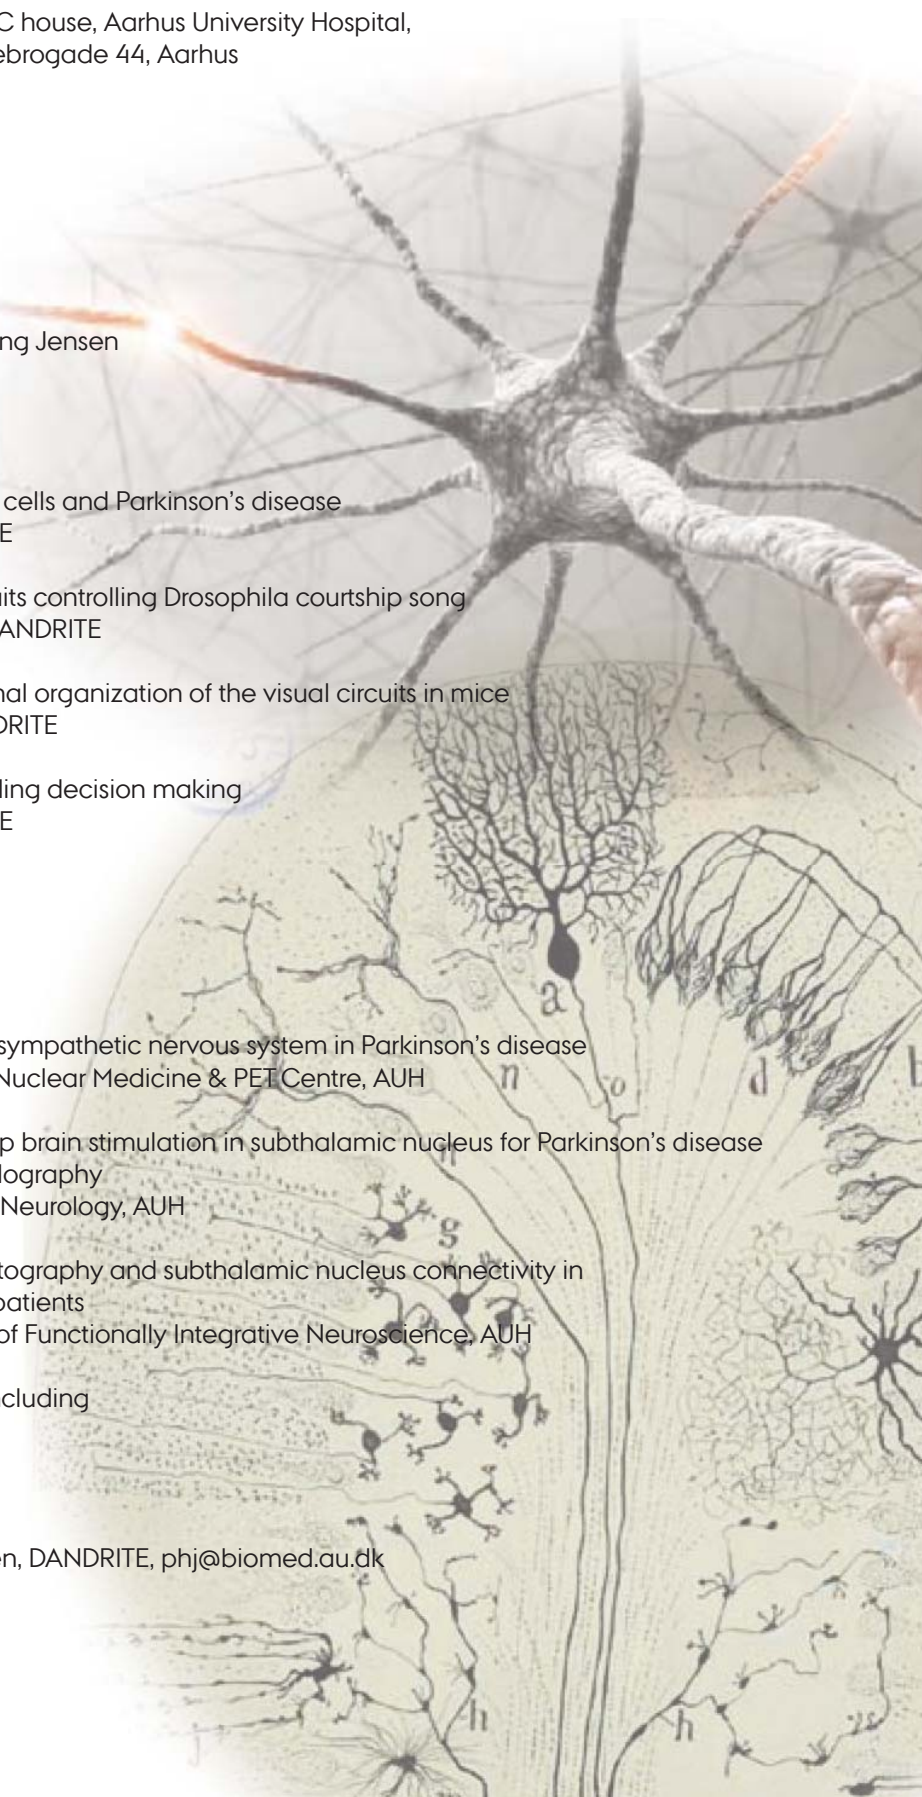 C house, Aarhus University Hospital,
ebrogade 44, Aarhus
ng Jensen
cells and Parkinson's disease
E
its controlling Drosophila courtship song
ANDRITE
nal organization of the visual circuits in mice
DRITE
ling decision making
E
a
sympathetic nervous system in Parkinson's disease
Nuclear Medicine & PET Centre, AUH
n o d b
p brain stimulation in subthalamic nucleus for Parkinson's disease
n
lography
Neurology, AUH
g
tography and subthalamic nucleus connectivity in
patients
of Functionally Integrative Neuroscience, AUH
cluding
en, DANDRITE, phj@biomed.au.dk
h h
j